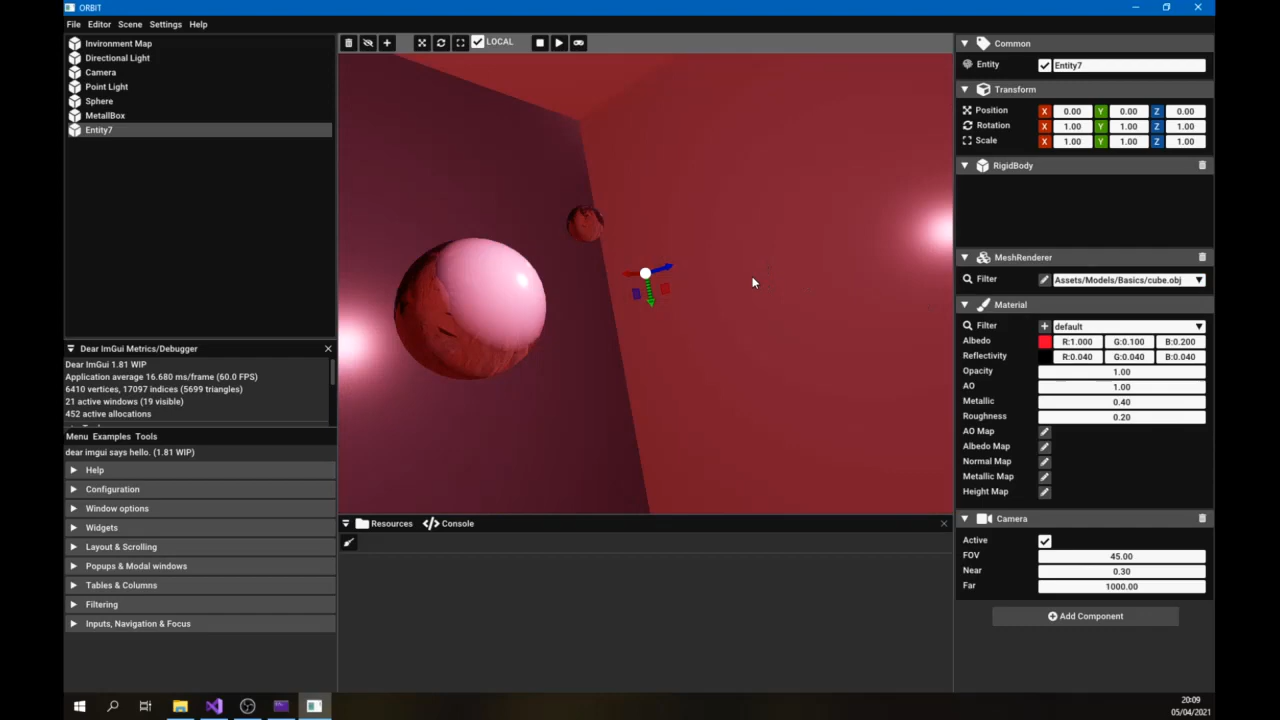 ORBIT
File Editor Scene Settings Help
Invironment Map
Directional Light
Camera
Point Light
Sphere
MetallBox
Entity7
LOCAL
Dear ImGui Metrics/Debugger
Dear ImGui 1.81 WIP
Application average 16.680 ms/frame (60.0 FPS)
6410 vertices, 17097 indices (5699 triangles)
21 active windows (19 visible)
452 active allocations
Menu Examples Tools
dear imgui says hello. (1.81 WIP)
Help
Configuration
Window options
Widgets
Layout & Scrolling
Popups & Modal windows
Tables & Columns
Filtering
Inputs, Navigation & Focus
Resources Console
Common
Entity Entity7
Transform
Position X 0.00 Y 0.00 Z 0.00
Rotation X 1.00 Y 1.00 Z 1.00
Scale X 1.00 Y 1.00 Z 1.00
RigidBody
MeshRenderer
Filter Assets/Models/Basics/cube.obj
Material
Filter default
Albedo R:1.000 G:0.100 B:0.200
Reflectivity R:0.040 G:0.040 B:0.040
Opacity 1.00
AO 1.00
Metallic 0.40
Roughness 0.20
AO Map
Albedo Map
Normal Map
Metallic Map
Height Map
Camera
Active
FOV 45.00
Near 0.30
Far 1000.00
Add Component
20:09
05/04/2021